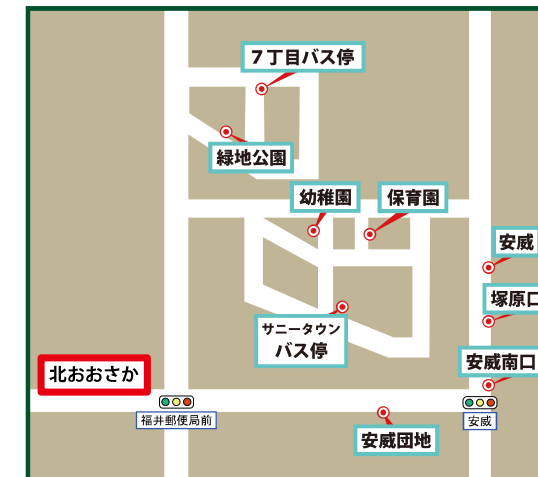 7丁目バス停
緑地公園
幼稚園
保育園
安威
塚原口
サニータウン
バス停
安威南口
北おおさか
福井郵便局前
安威
安威団地